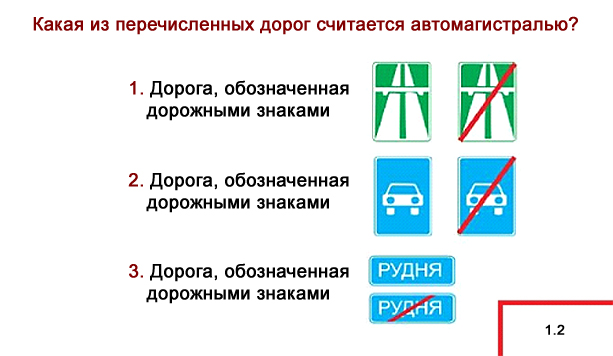 Какая из перечисленных дорог считается автомагистралью?
1. Дорога, обозначенная
дорожными знаками
2. Дорога, обозначенная
дорожными знаками
3. Дорога, обозначенная
дорожными знаками
РУДНЯ
РУДНЯ
1.2